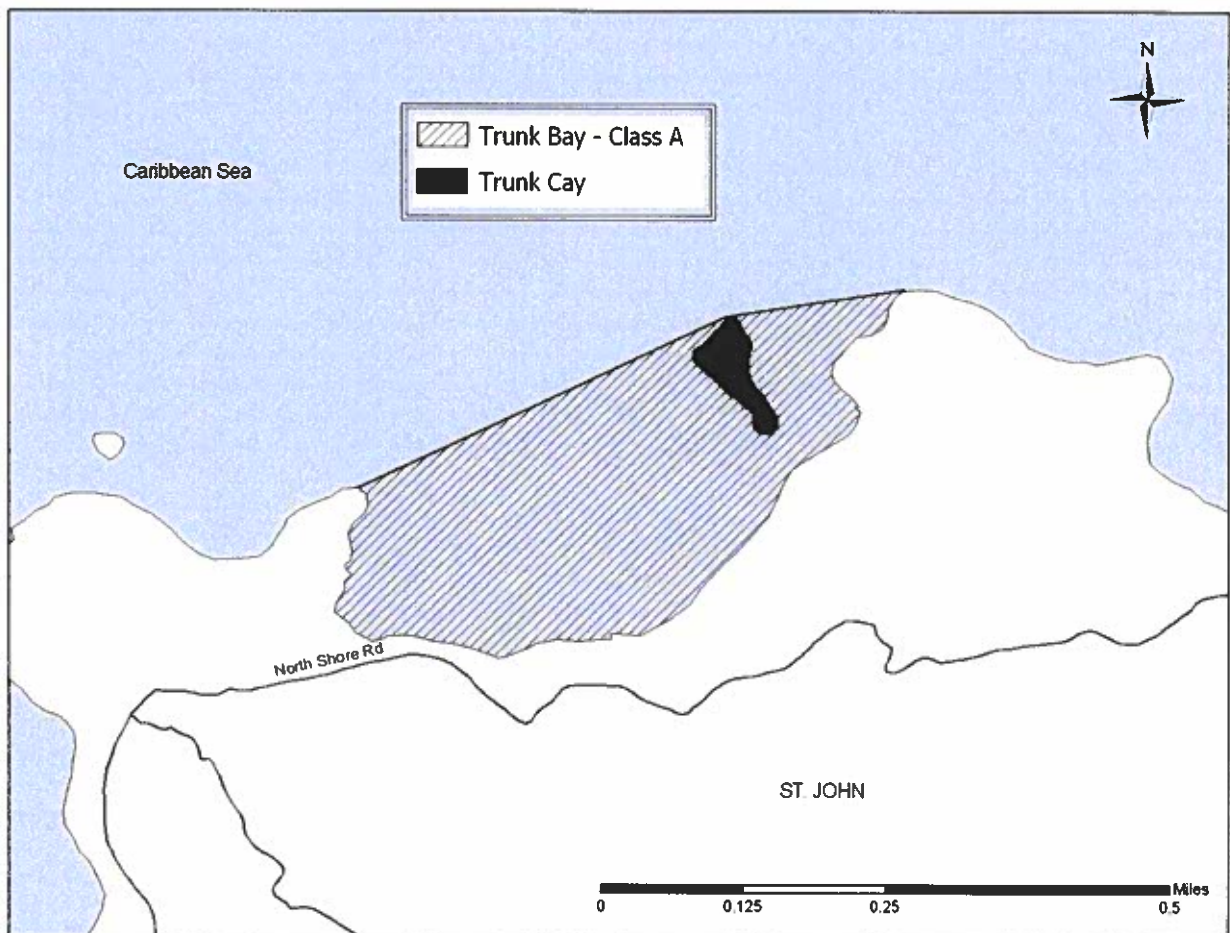 N
Trunk Bay - Class A
Caribbean Sea
Trunk Cay
North Shore Rd
ST. JOHN
Miles
0 0.125 0.25 0.5